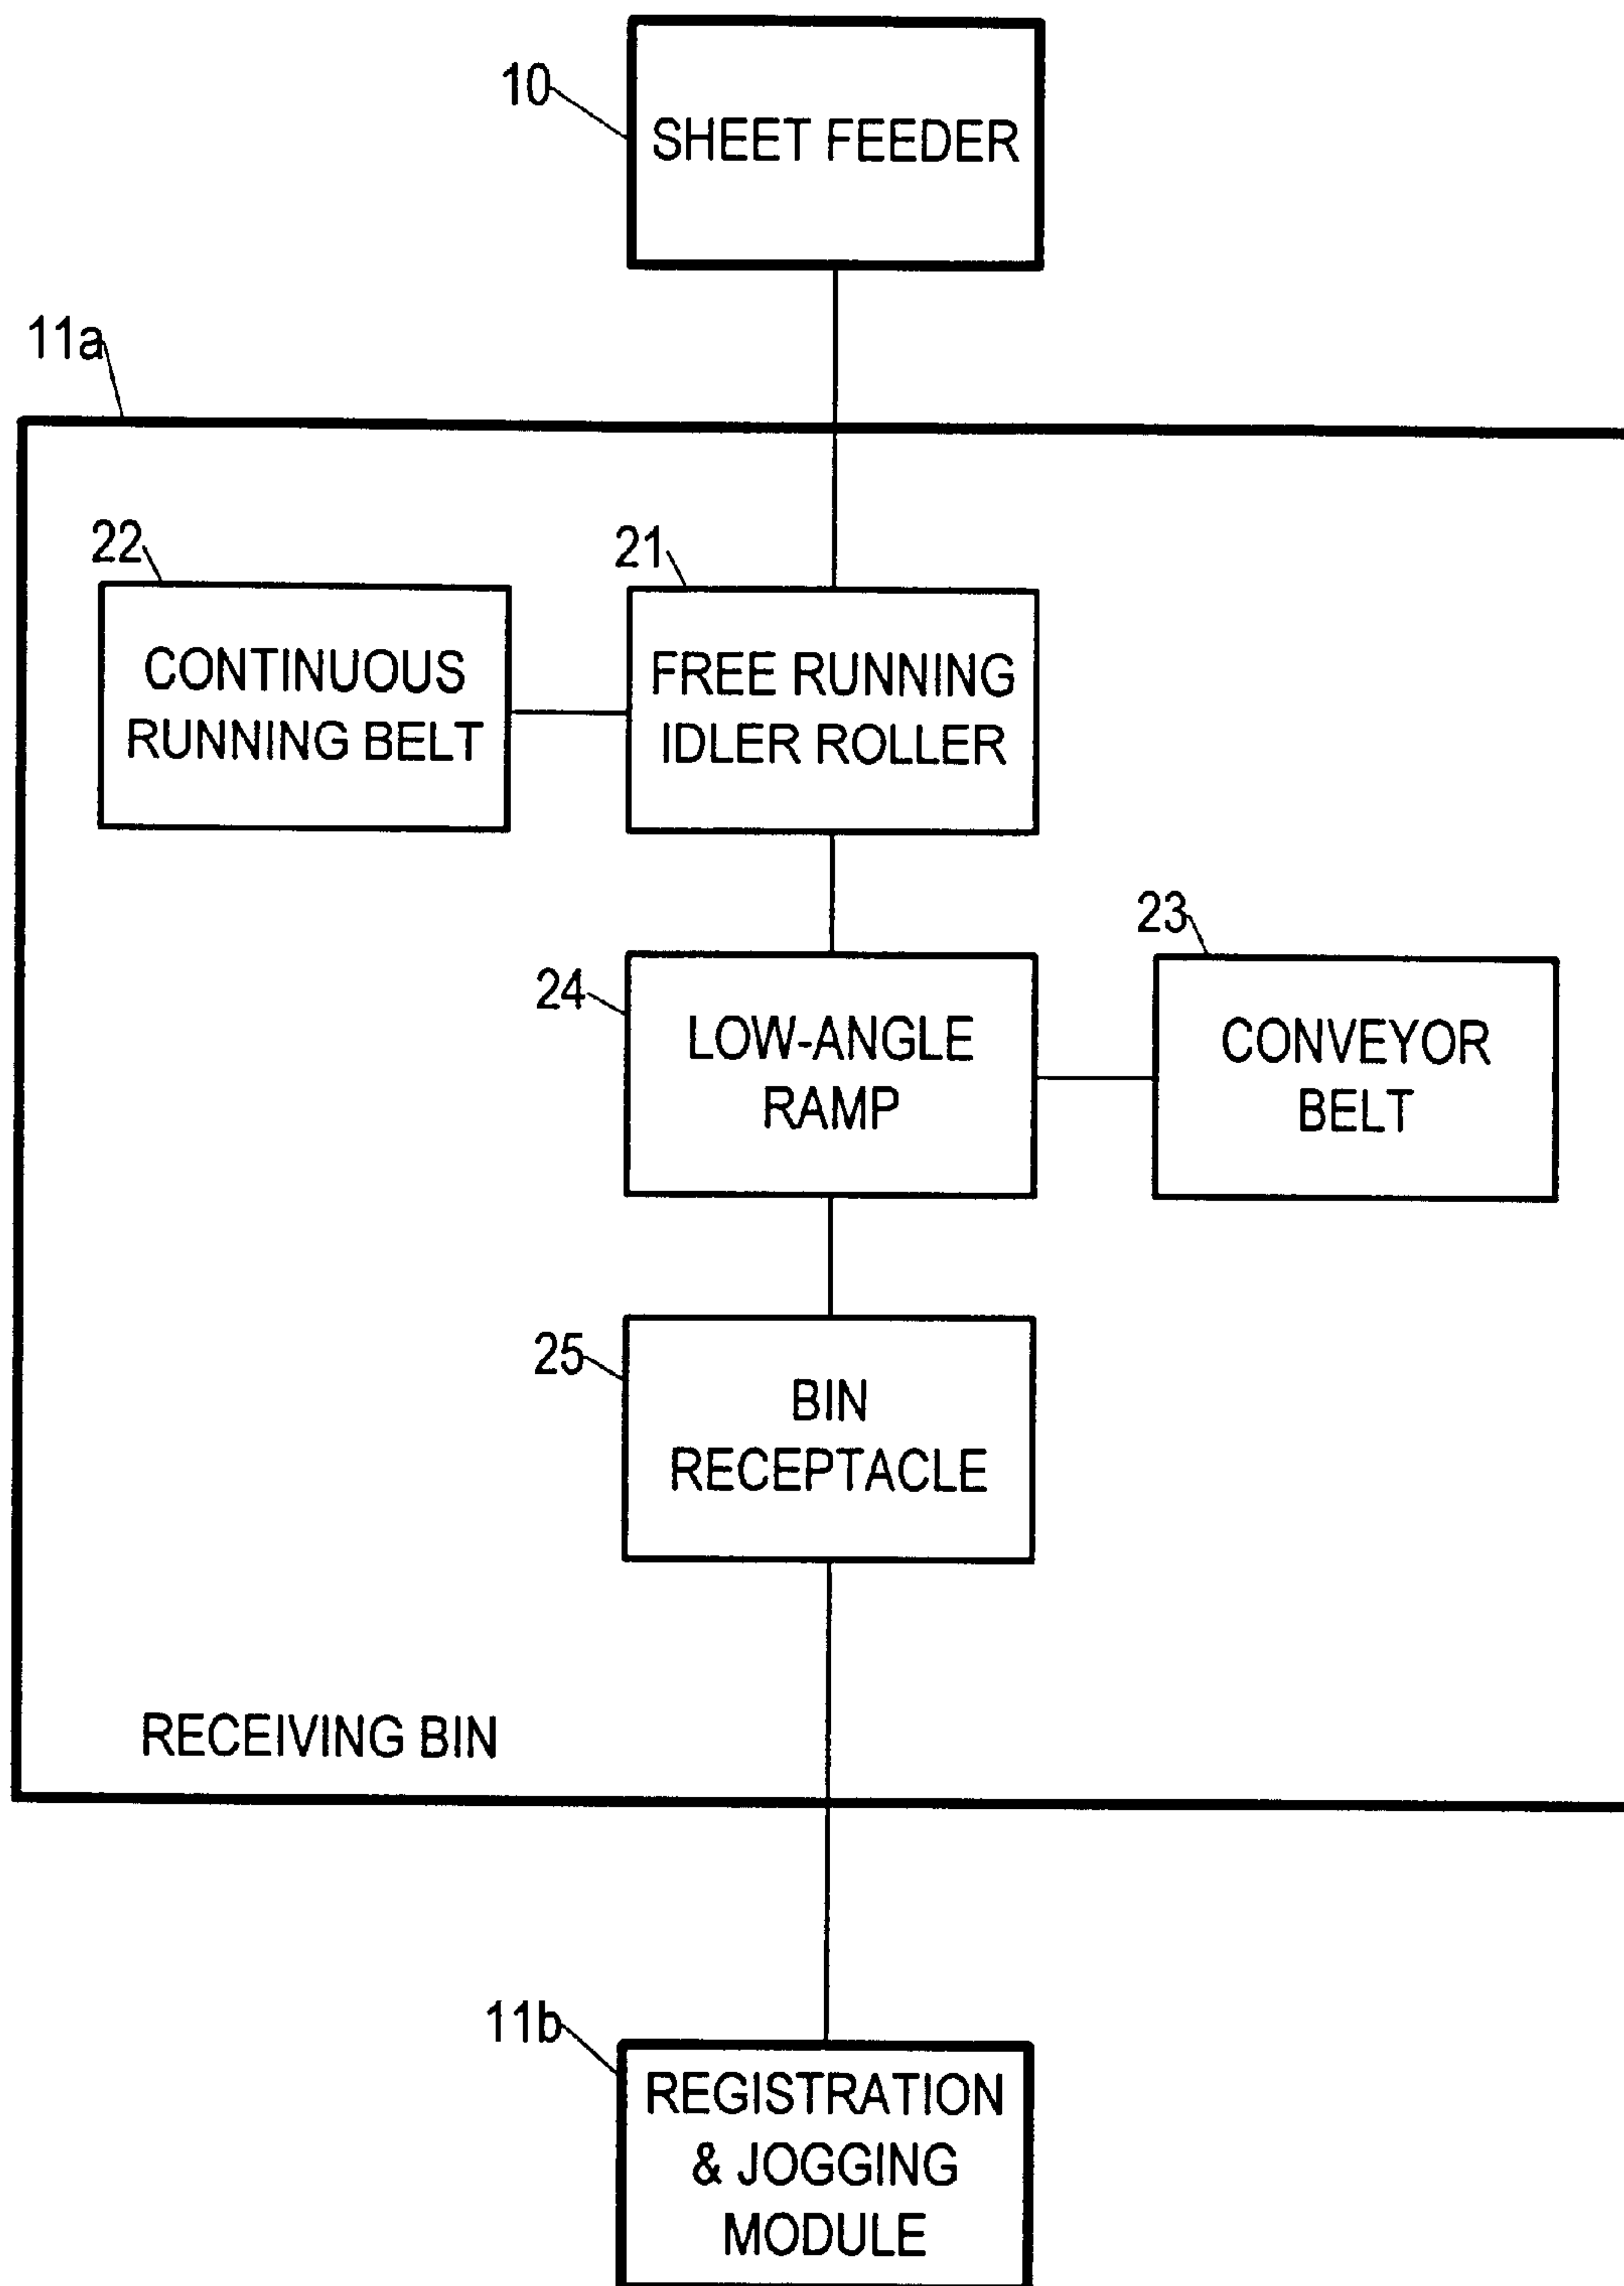 10
SHEET FEEDER
11a
22
21
CONTINUOUS
RUNNING BELT
FREE RUNNING
IDLER ROLLER
23
24
LOW-ANGLE
RAMP
CONVEYOR
BELT
25
BIN
RECEPTACLE
RECEIVING BIN
11b
REGISTRATION
& JOGGING
MODULE